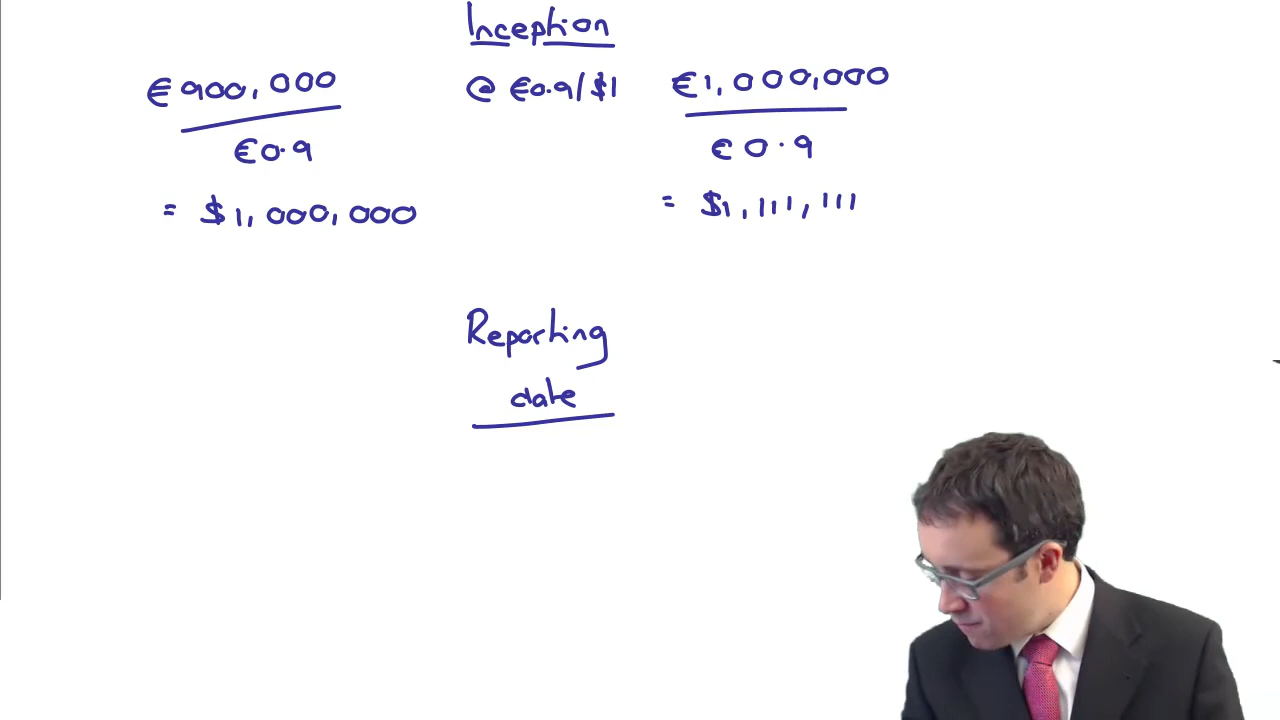 Inception
€900,000
@ €0.9/$1
€1,000,000
€0.9
€0.9
= $1,000,000
= $1,111,111
Reporting
date